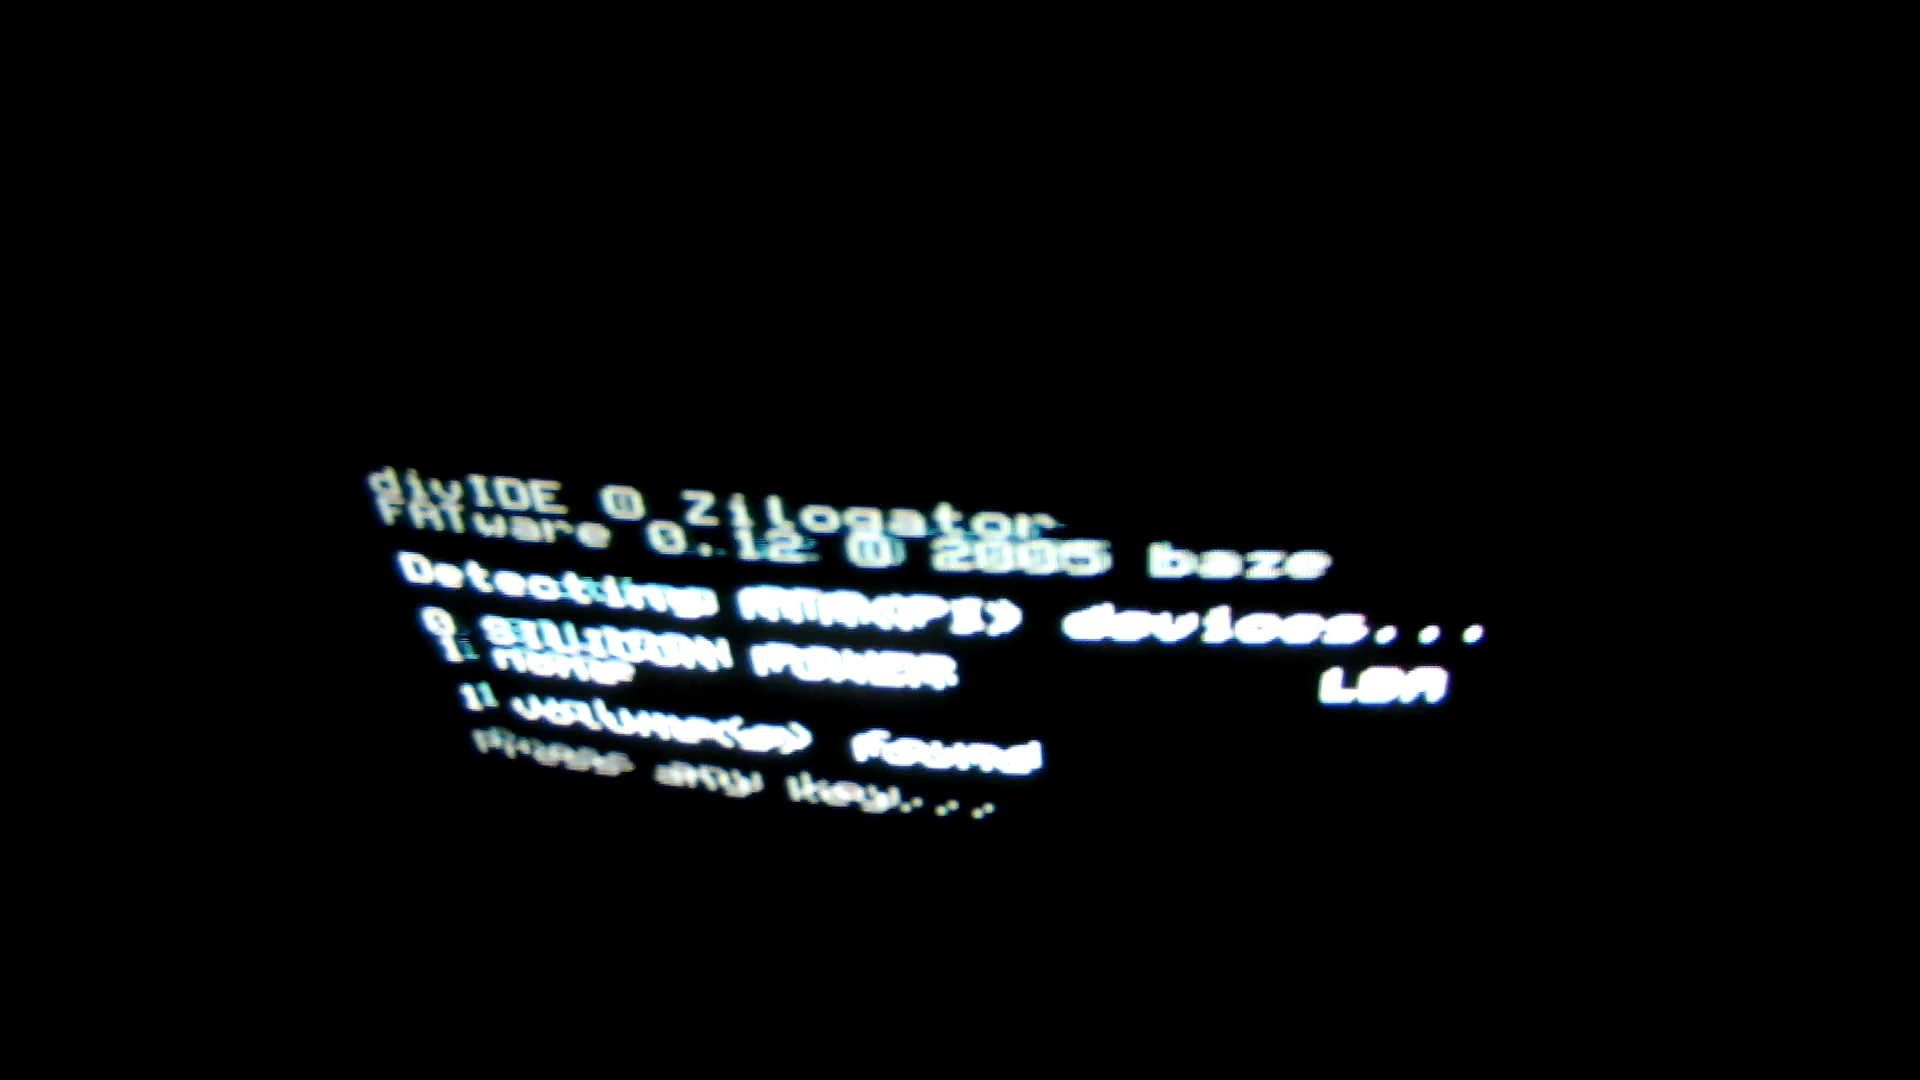 divIDE © Zilogator
FATware 0.12 © 2005 baze
Detecting ATA(PI) devices...
0 SILICON POWER LBA
1 none
1 volume(s) found
Press any key...